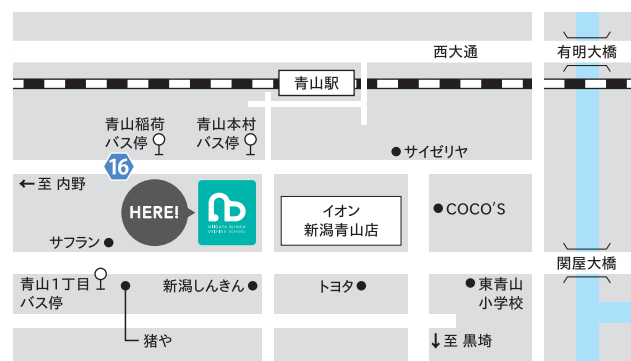 西大通
有明大橋
青山駅
青山稲荷
バス停
青山本村
バス停
サイゼリヤ
16
←至 内野
HERE!
NIIGATA BUNKA
DRIVING SCHOOL
イオン
新潟青山店
COCO'S
サフラン
関屋大橋
青山1丁目
バス停
新潟しんきん
トヨタ
東青山
小学校
猪や
↓至 黒埼